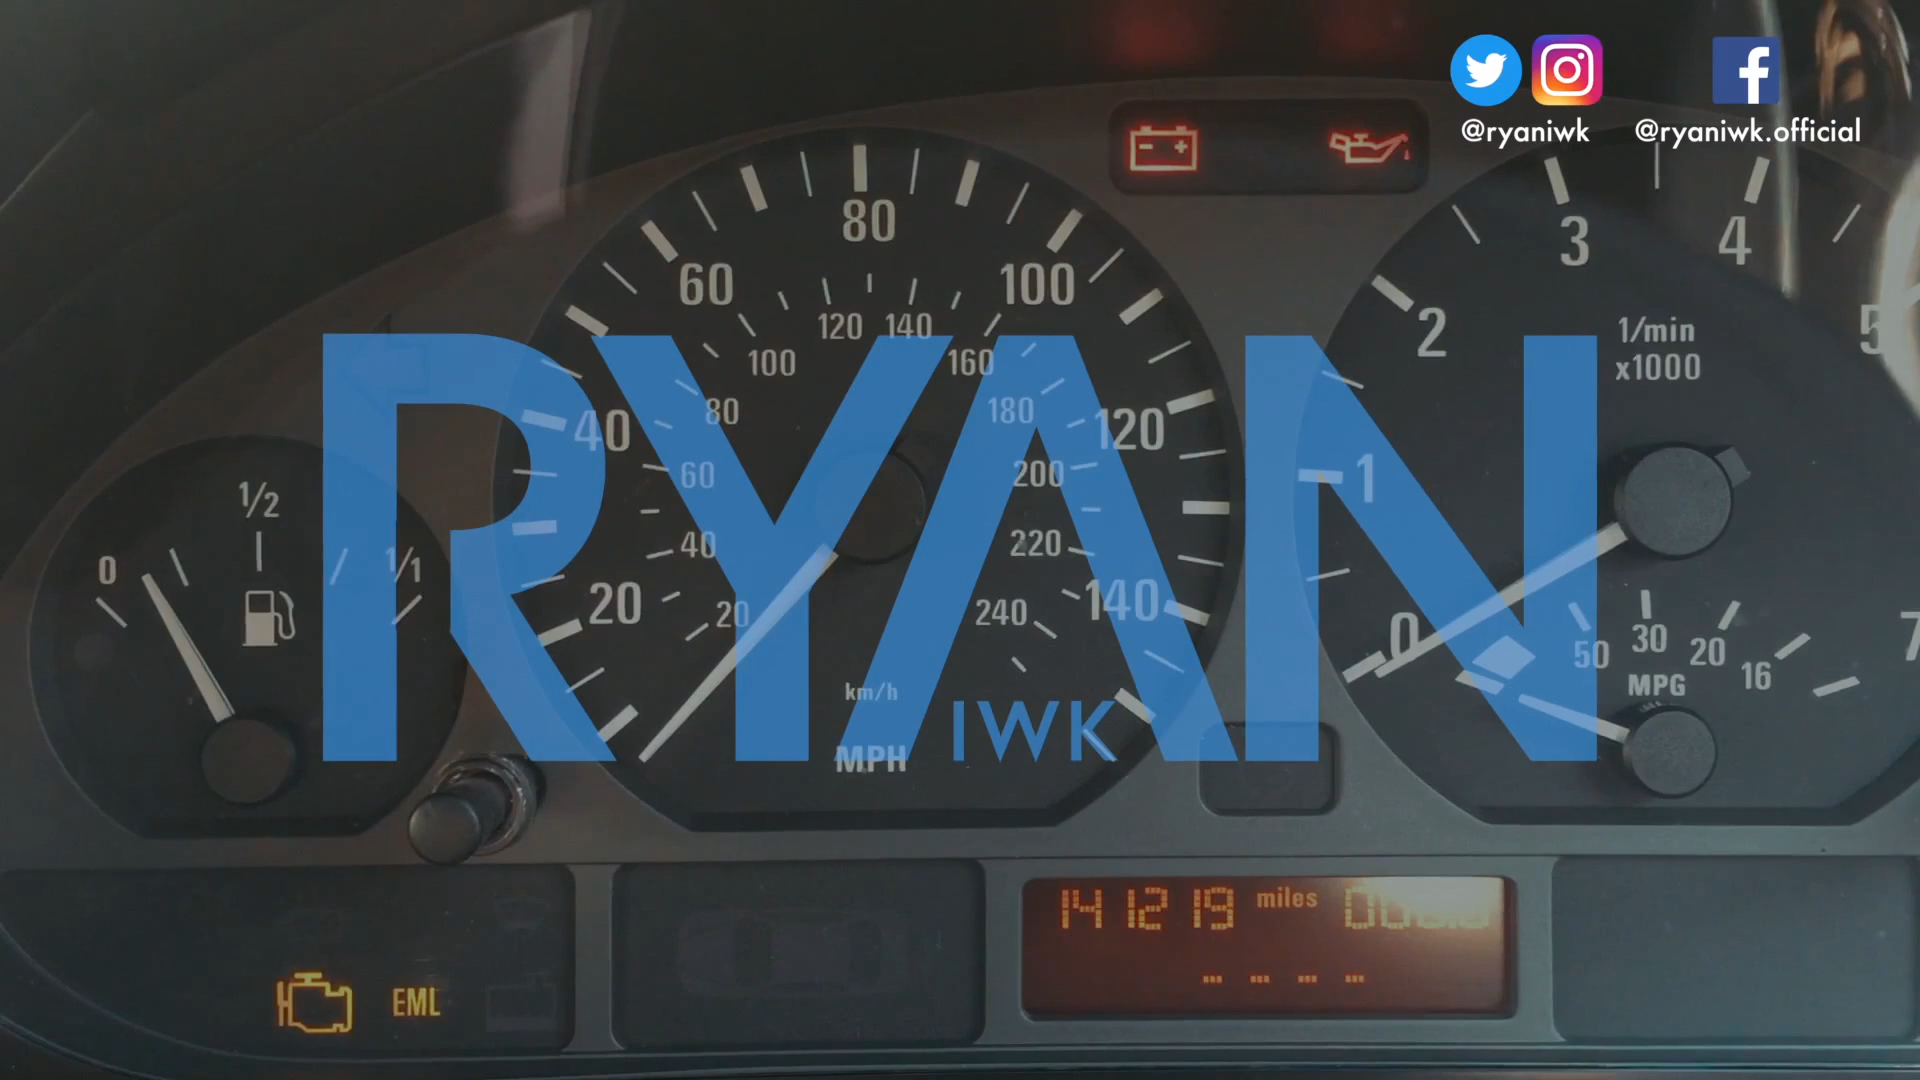 @ryaniwk
@ryaniwk.official
RYAN
IWK
0
1/2
1/1
20
40
60
80
100
120
140
20
40
60
80
100
120
140
160
180
200
220
240
km/h
MPH
0
1
2
3
4
5
7
1/min
x1000
50
30
20
16
MPG
141219 miles
- - - -
EML